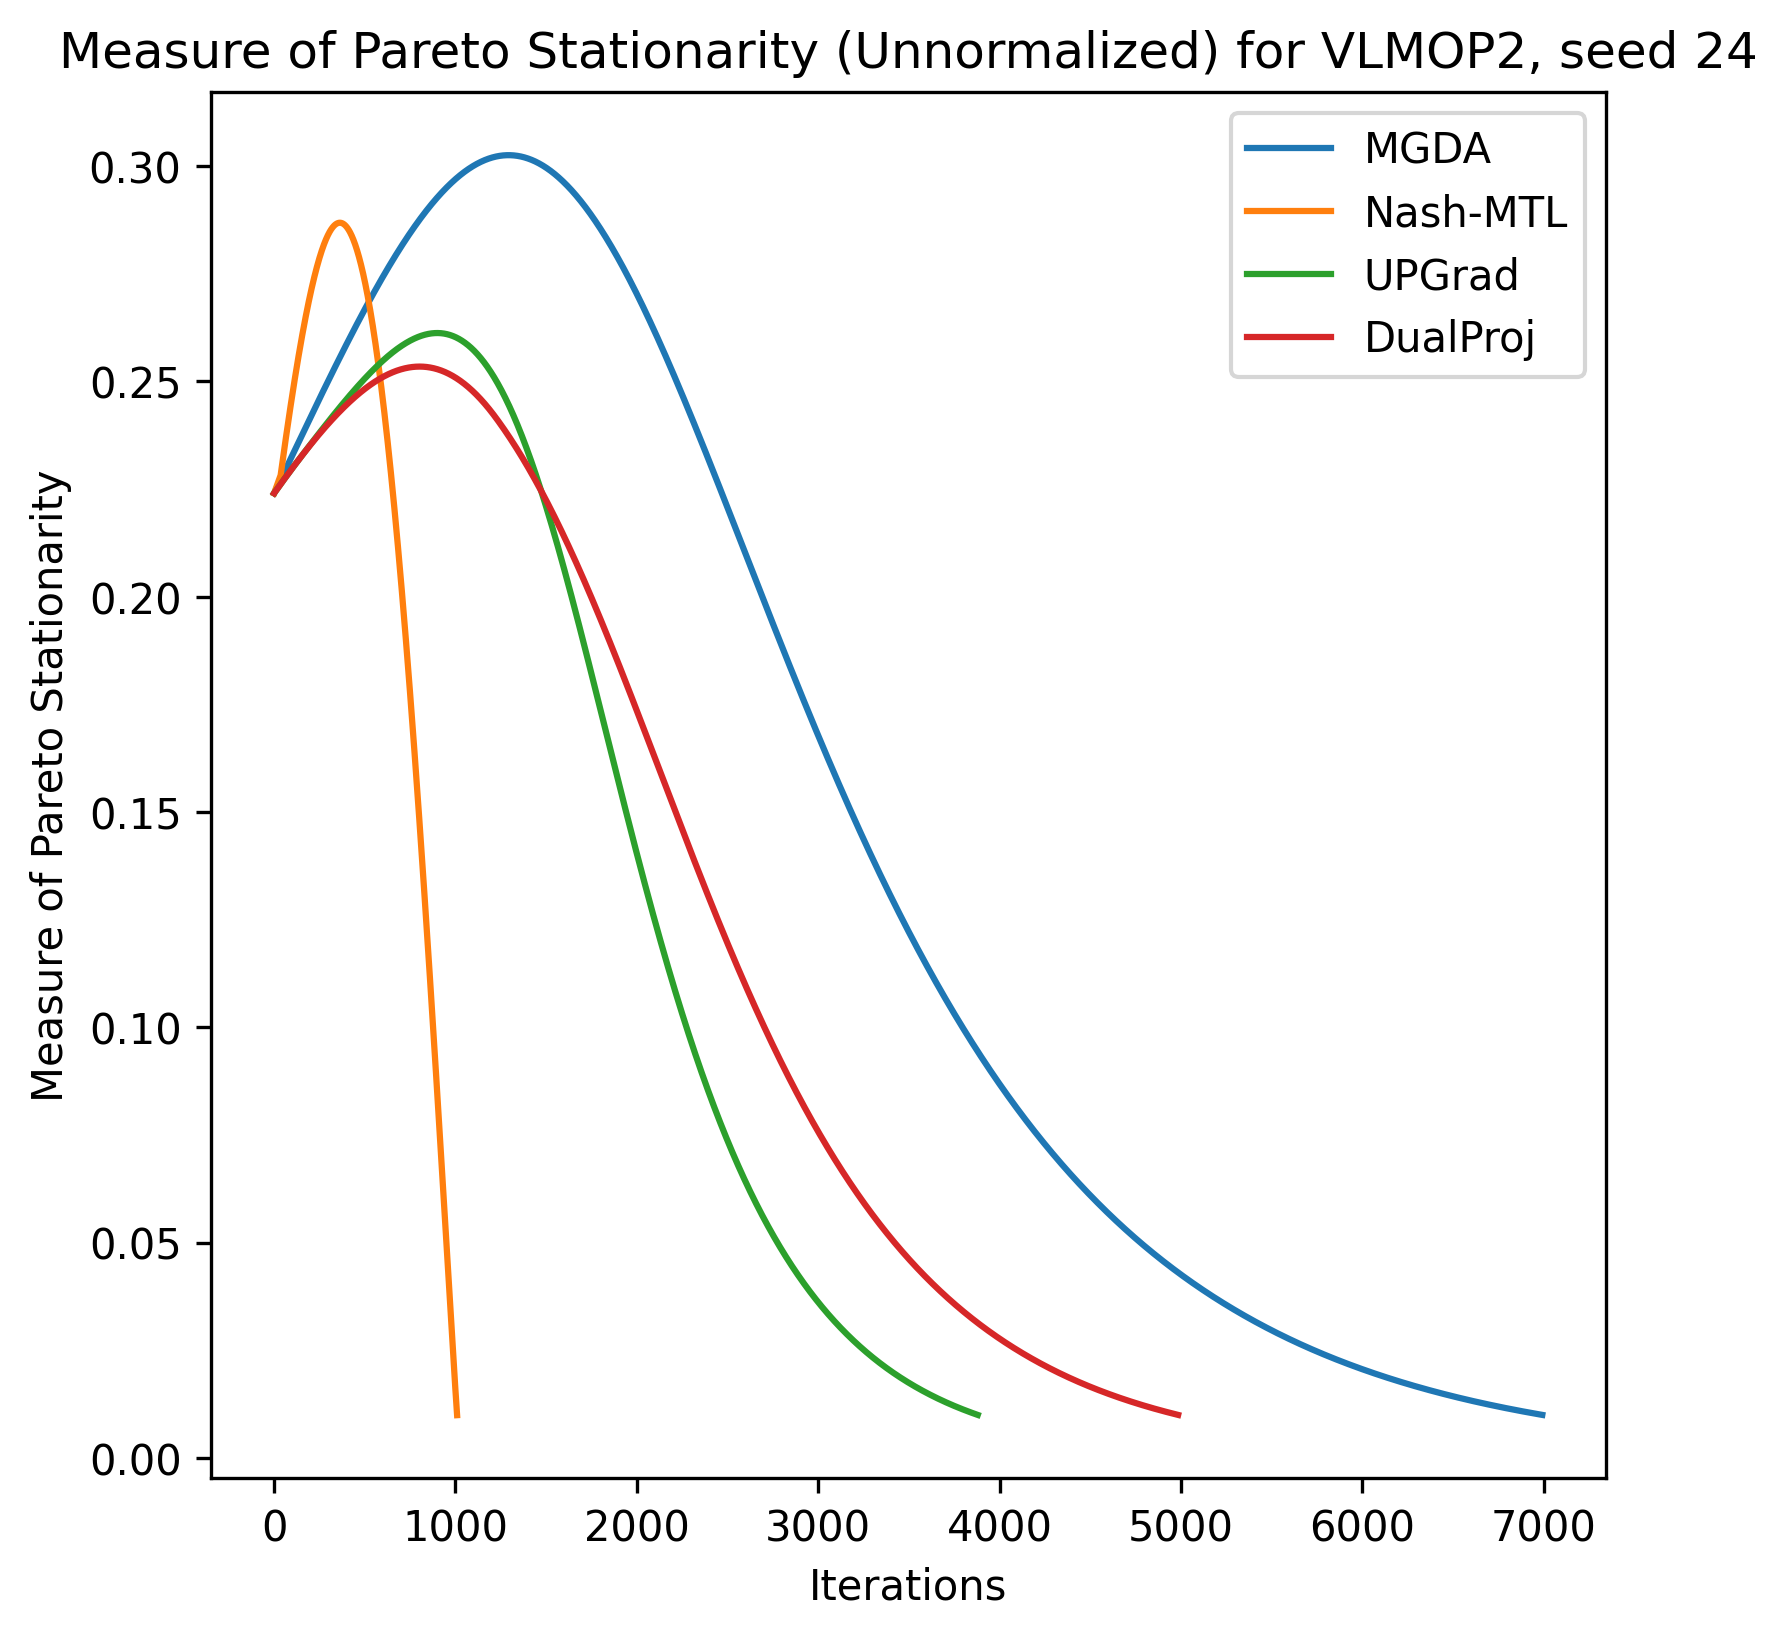 Measure of Pareto Stationarity (Unnormalized) for VLMOP2, seed 24
MGDA
Nash-MTL
UPGrad
DualProj
Measure of Pareto Stationarity
0.30
0.25
0.20
0.15
0.10
0.05
0.00
0 1000 2000 3000 4000 5000 6000 7000
Iterations